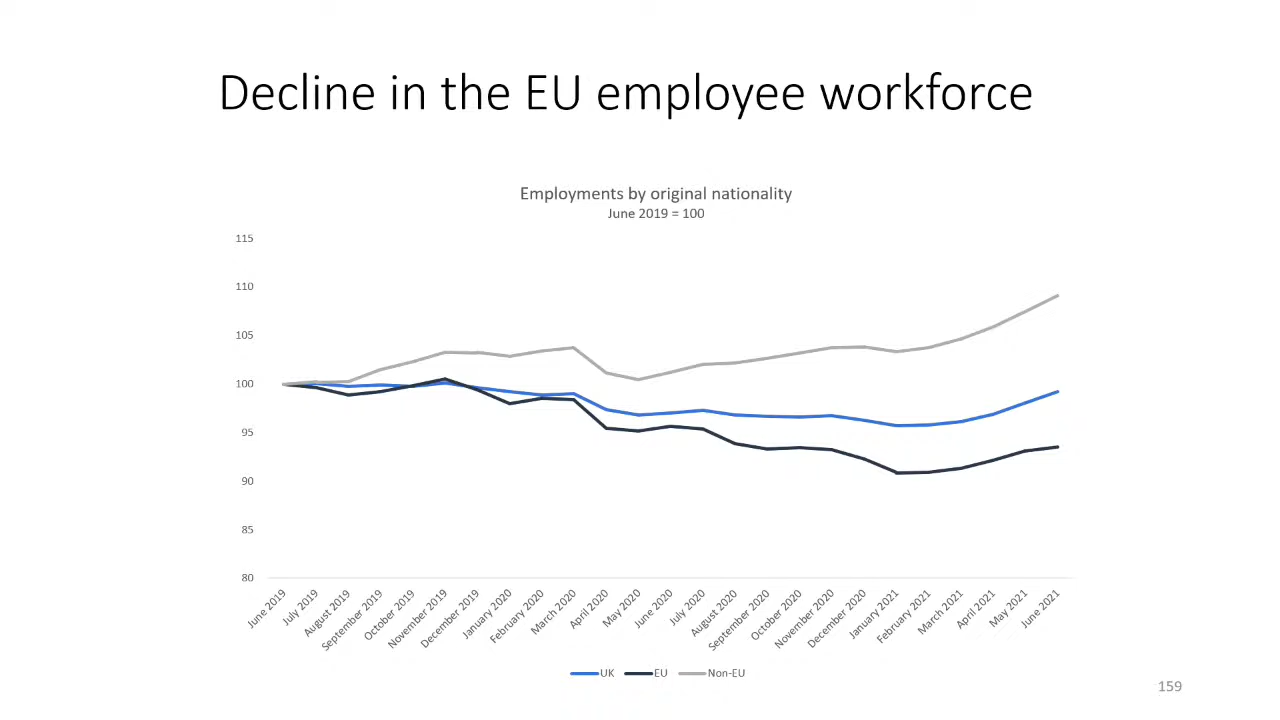 Decline in the EU employee workforce
Employments by original nationality
June 2019 = 100
115
110
105
100
95
90
85
80
June 2019
July 2019
August 2019
September 2019
October 2019
November 2019
December 2019
January 2020
February 2020
March 2020
April 2020
May 2020
June 2020
July 2020
August 2020
September 2020
October 2020
November 2020
December 2020
January 2021
February 2021
March 2021
April 2021
May 2021
June 2021
UK EU Non-EU
159